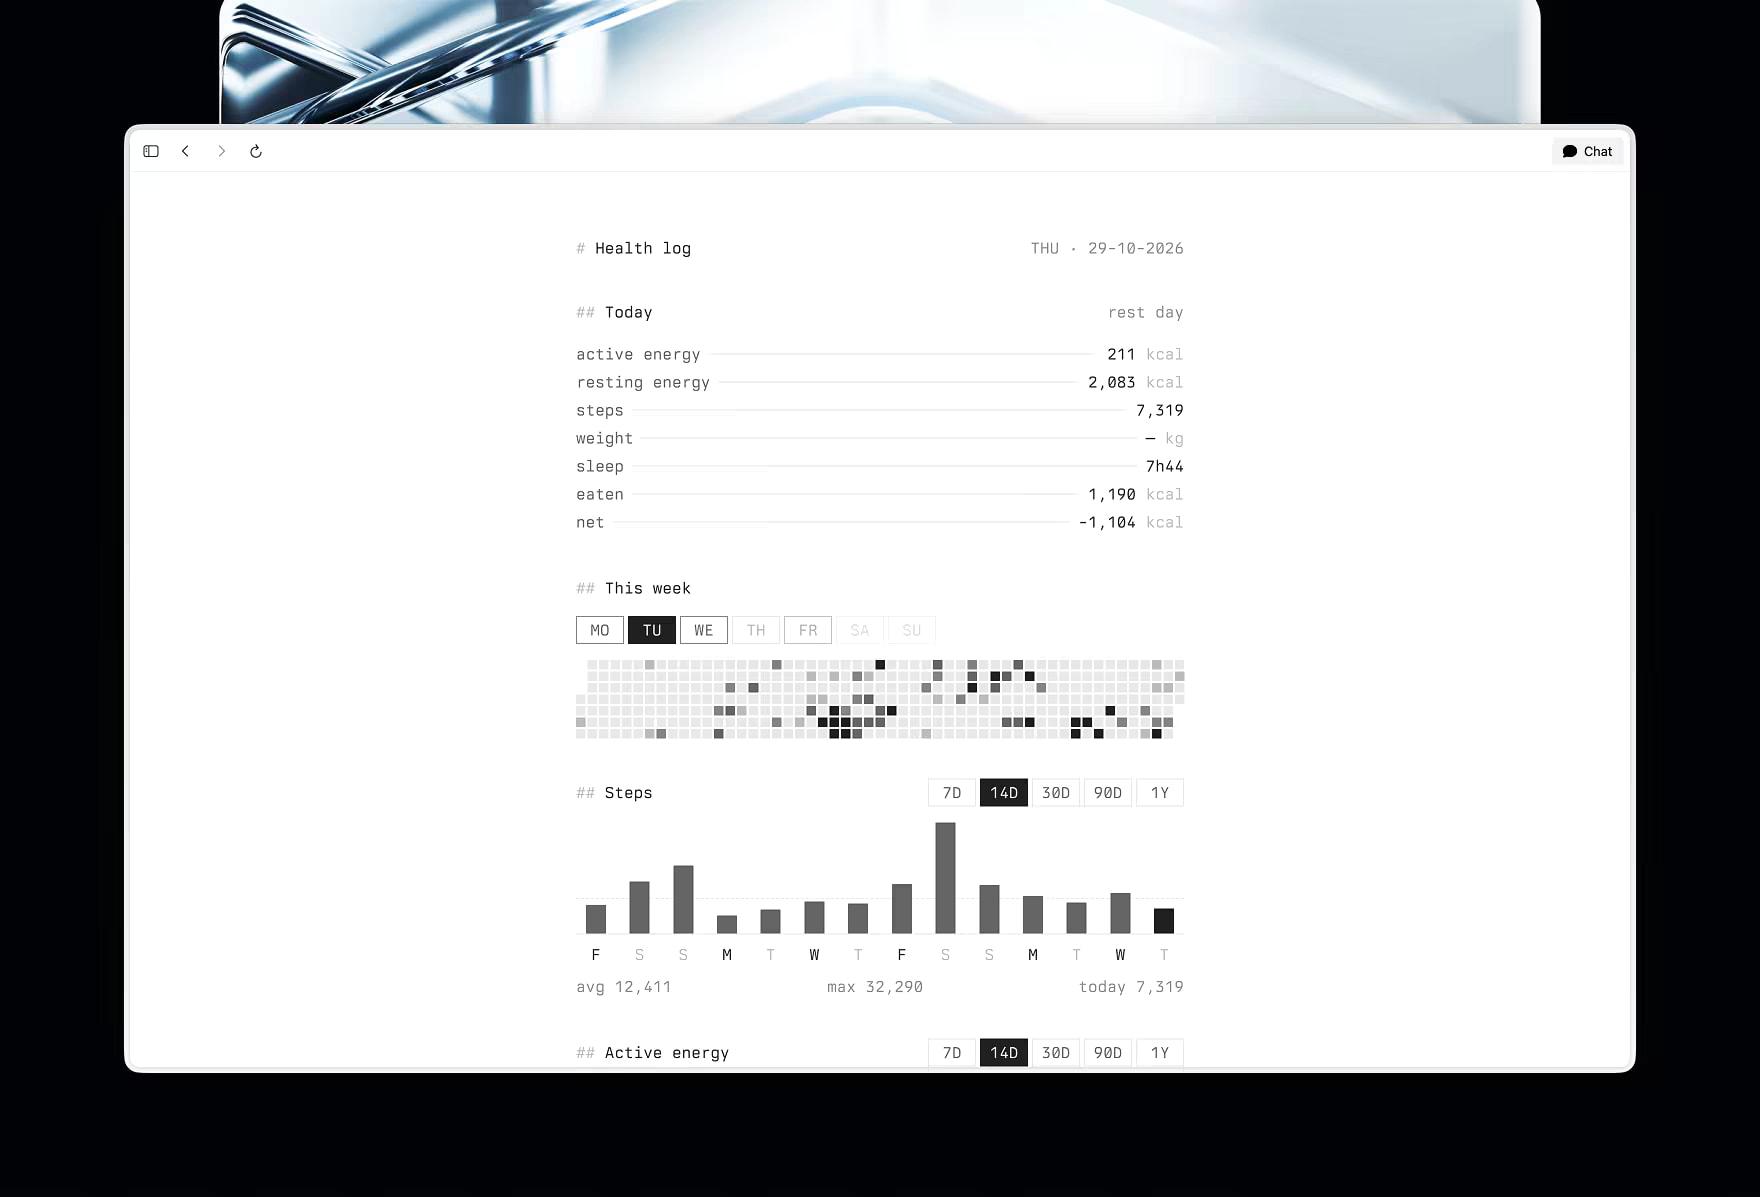 Chat
# Health log THU · 29-10-2026
## Today rest day
active energy 211 kcal
resting energy 2,083 kcal
steps 7,319
weight — kg
sleep 7h44
eaten 1,190 kcal
net -1,104 kcal
## This week
MO TU WE TH FR SA SU
## Steps 7D 14D 30D 90D 1Y
F S S M T W T F S S M T W T
avg 12,411 max 32,290 today 7,319
## Active energy 7D 14D 30D 90D 1Y